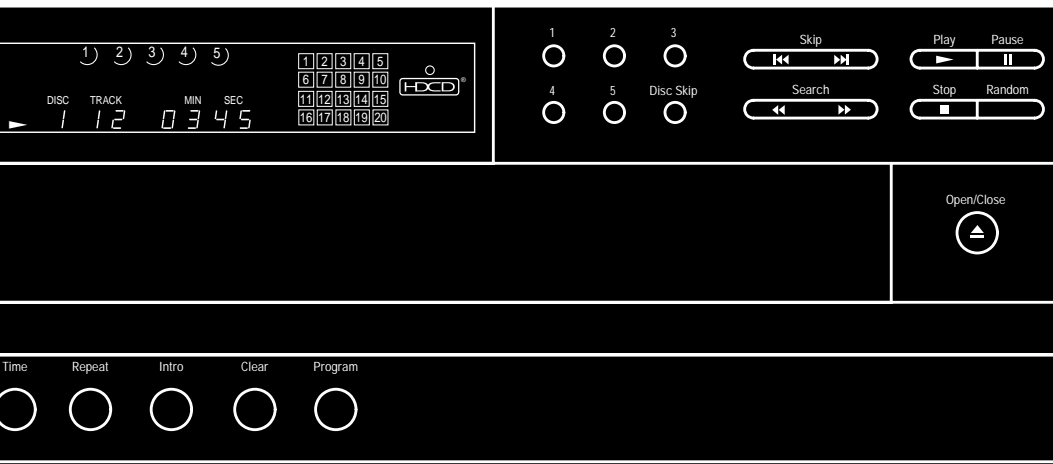 1 2 3 4 5
1 2 3 4 5
6 7 8 9 10
11 12 13 14 15
16 17 18 19 20
HDCD®
DISC TRACK MIN SEC
1 12 03 45
1 2 3
4 5 Disc Skip
Skip
Search
Play Pause
Stop Random
Open/Close
Time Repeat Intro Clear Program